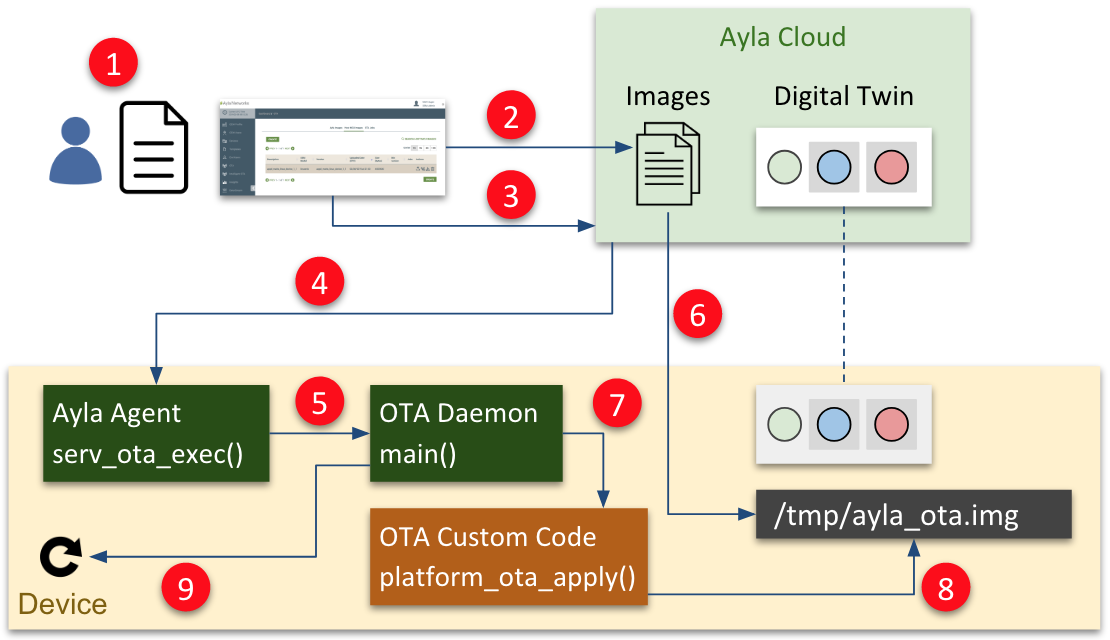 1
Ayla Cloud
Images
Digital Twin
2
3
4
6
Ayla Agent
serv_ota_exec()
5
OTA Daemon
main()
7
/tmp/ayla_ota.img
OTA Custom Code
platform_ota_apply()
8
9
Device